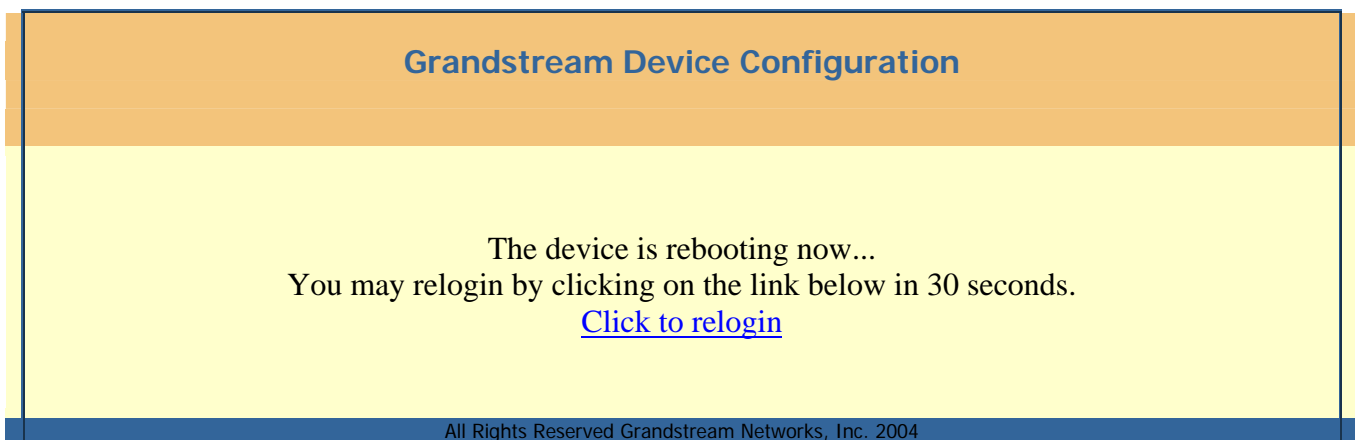 Grandstream Device Configuration
The device is rebooting now...
You may relogin by clicking on the link below in 30 seconds.
Click to relogin
All Rights Reserved Grandstream Networks, Inc. 2004